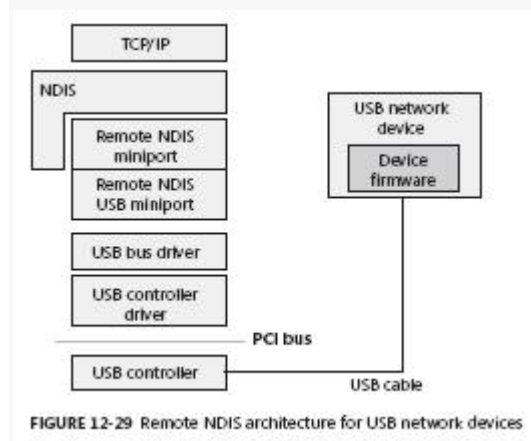 TCP/IP
NDIS
Remote NDIS
miniport
Remote NDIS
USB miniport
USB bus driver
USB controller
driver
PCI bus
USB controller
USB network
device
Device
firmware
USB cable
FIGURE 12-29 Remote NDIS architecture for USB network devices